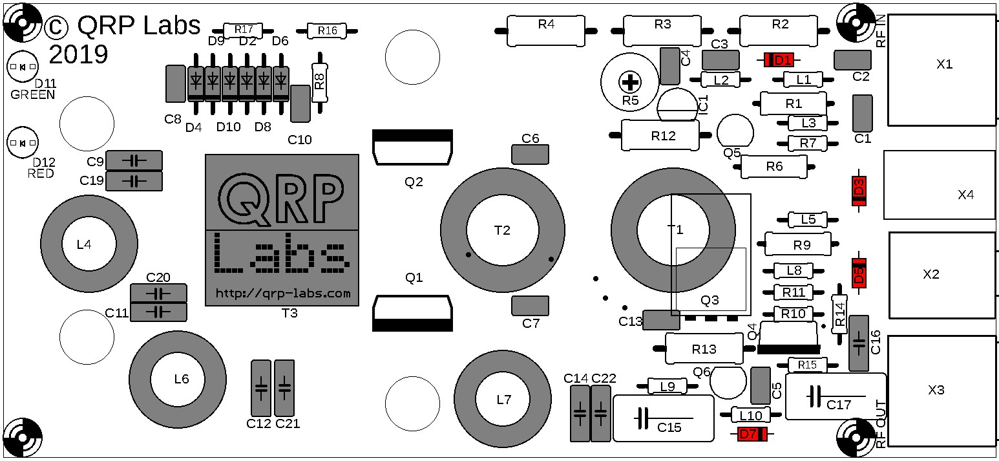 © QRP Labs
2019
R17
R16
R4
R3
R2
RF IN
D9
D2
D6
C4
C3
D1
X1
D11
GREEN
R8
L2
L1
C2
R5
IC1
R1
C8
D4
D10
D8
C10
L3
C1
R12
C6
Q5
R7
D12
RED
C9
C19
Q2
R6
D3
X4
QRP
Labs
http://qrp-labs.com
T3
L4
T2
T1
L5
R9
L8
D5
X2
C20
C11
Q1
R11
Q3
R10
R14
C7
C13
Q4
C16
R13
R15
L6
C14
C22
Q6
L9
C5
C17
X3
L7
C12
C21
C15
L10
D7
RF OUT